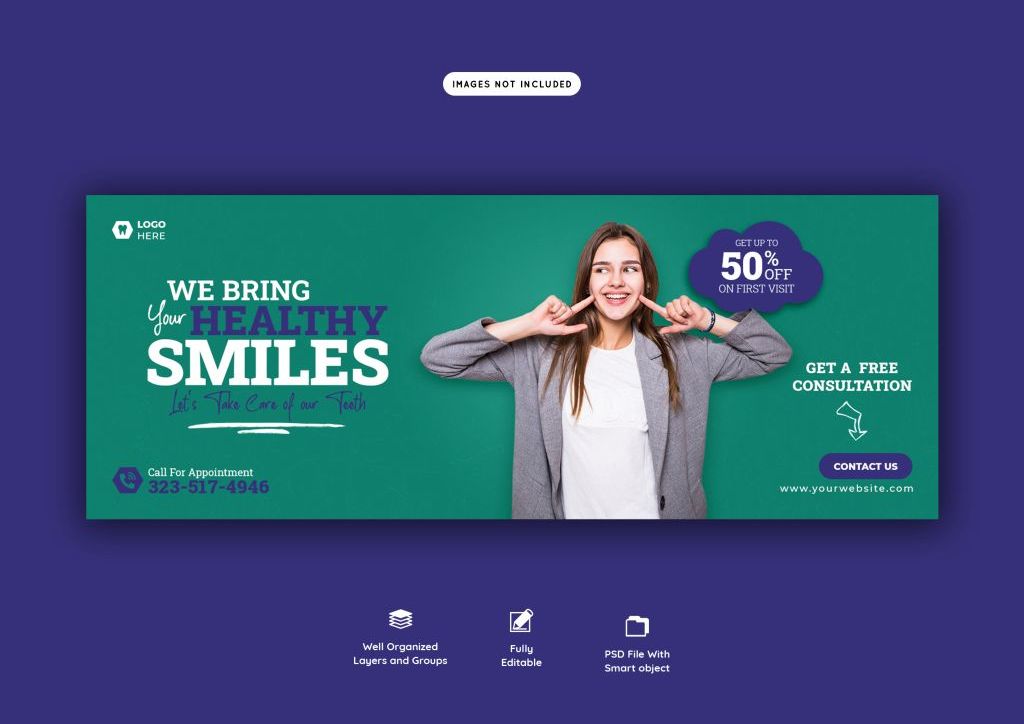 IMAGES NOT INCLUDED
LOGO
HERE
WE BRING
Your HEALTHY
SMILES
Let's Take Care of our Teeth
Call For Appointment
323-517-4946
GET UP TO
50% OFF
ON FIRST VISIT
GET A FREE
CONSULTATION
CONTACT US
www.yourwebsite.com
Well Organized
Layers and Groups
Fully
Editable
PSD File With
Smart object